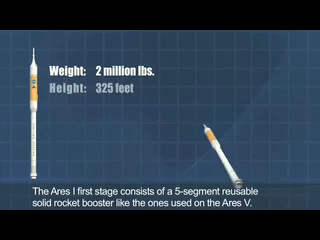 Weight: 2 million lbs.
Height: 325 feet
The Ares I first stage consists of a 5-segment reusable
solid rocket booster like the ones used on the Ares V.